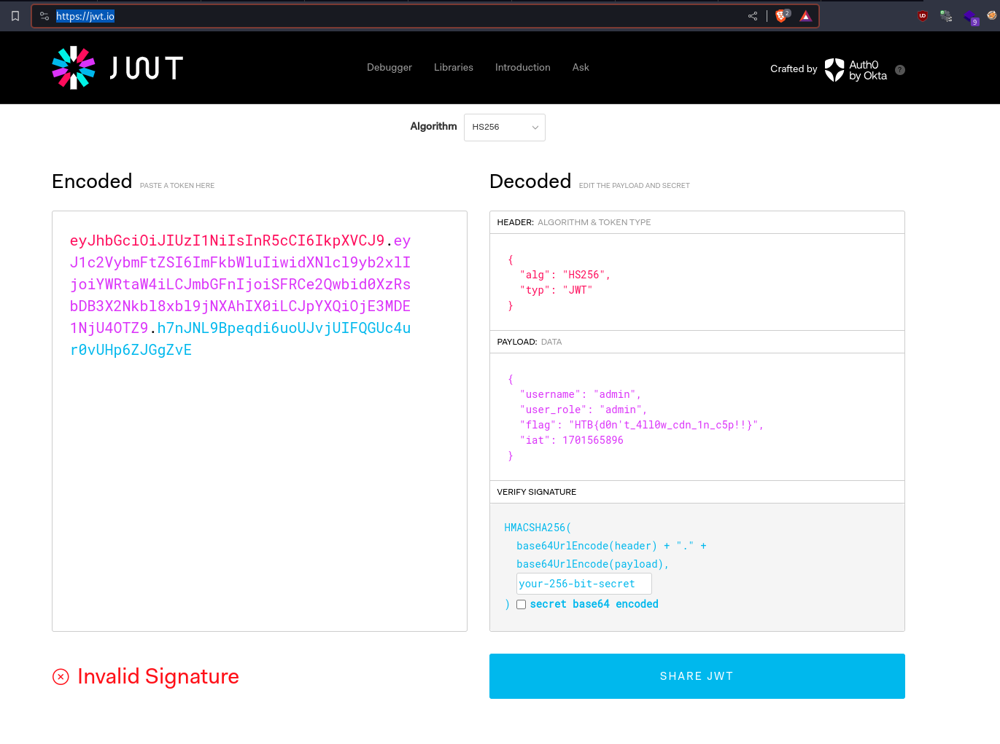 https://jwt.io
2
9
JWT
Debugger Libraries Introduction Ask
Crafted by Auth0 by Okta ?
Algorithm HS256
Encoded PASTE A TOKEN HERE
Decoded EDIT THE PAYLOAD AND SECRET
eyJhbGciOiJIUzI1NiIsInR5cCI6IkpXVCJ9.ey
J1c2VybmFtZSI6ImFkbWluIiwidXNlcl9yb2xlI
joiYWRtaW4iLCJmbGFnIjoiSFRCe2Qwbid0XzRs
bDB3X2Nkbl8xbl9jNXAhIX0iLCJpYXQiOjE3MDE
1NjU4OTZ9.h7nJNL9Bpeqdi6uoUJvjUIFQGUc4u
r0vUHp6ZJGgZvE
HEADER: ALGORITHM & TOKEN TYPE
{
"alg": "HS256",
"typ": "JWT"
}
PAYLOAD: DATA
{
"username": "admin",
"user_role": "admin",
"flag": "HTB{d0n't_4ll0w_cdn_1n_c5p!!}",
"iat": 1701565896
}
VERIFY SIGNATURE
HMACSHA256(
base64UrlEncode(header) + "." +
base64UrlEncode(payload),
your-256-bit-secret
) secret base64 encoded
Invalid Signature
SHARE JWT